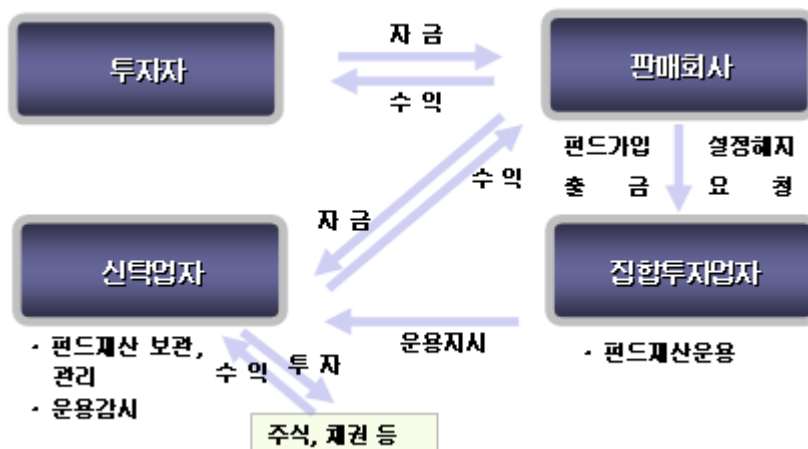 자 금
투자자
판매회사
수 익
펀드가입 설정해지
출 금 요 청
수 익
자 금
신탁업자
집합투자업자
운용지시
· 펀드재산 보관,
관리
· 운용감시
· 펀드재산운용
수 익
투 자
주식, 채권 등